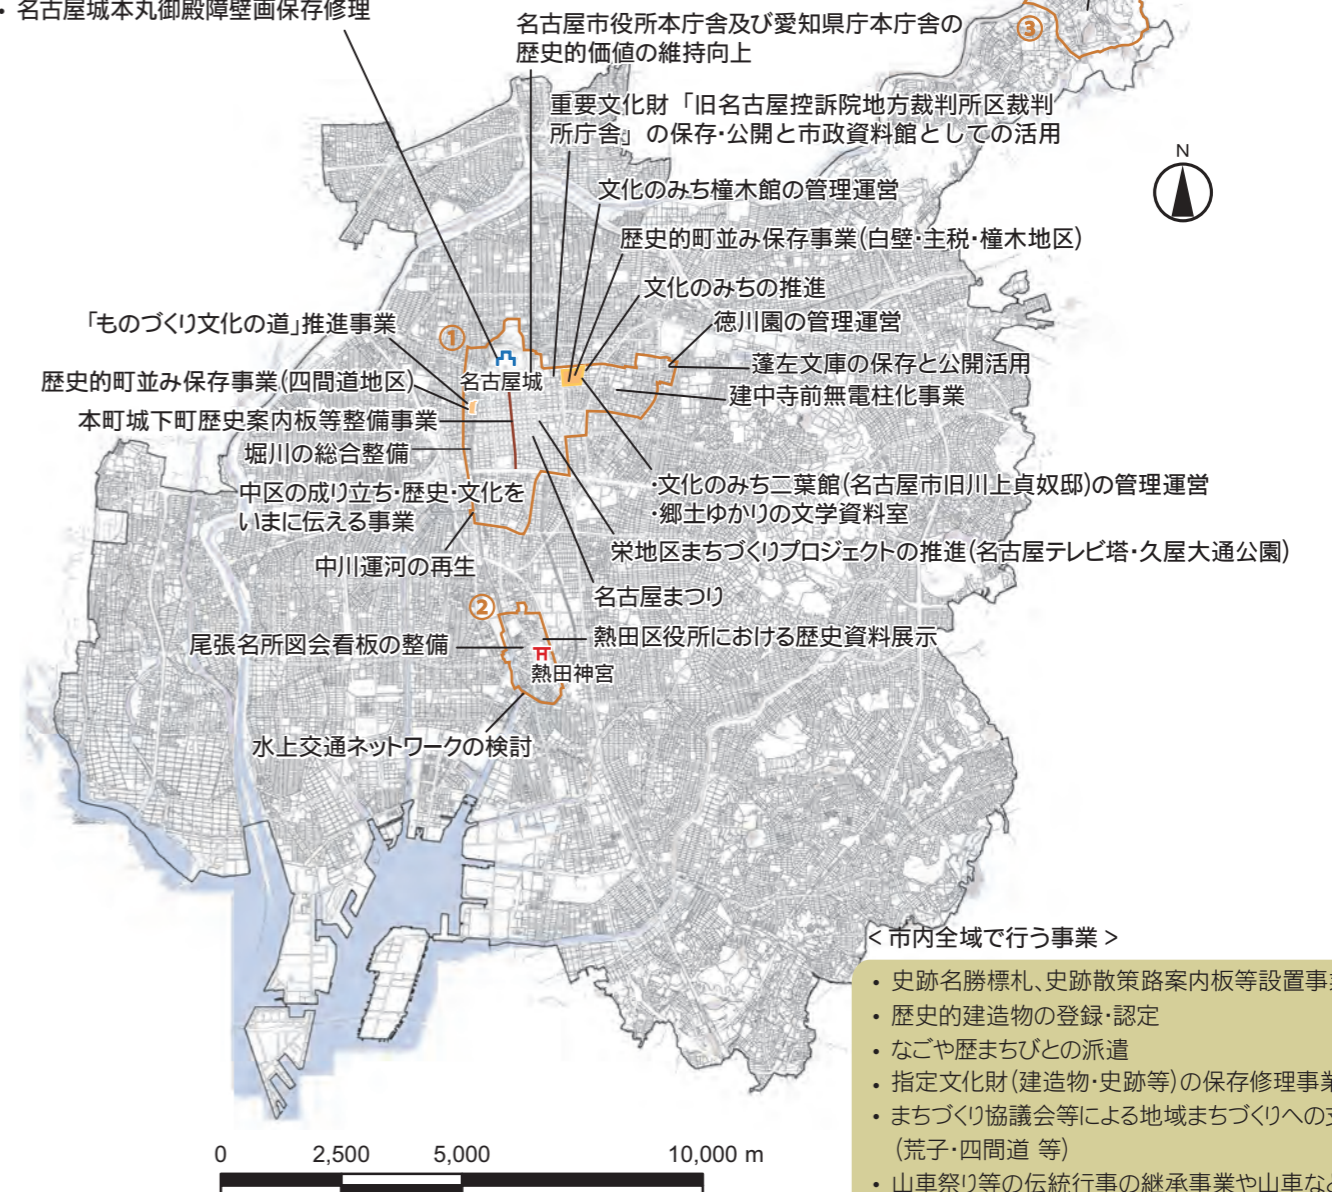 ・ 名古屋城本丸御殿障壁画保存修理
名古屋市役所本庁舎及び愛知県庁本庁舎の
歴史的価値の維持向上
③
重要文化財「旧名古屋控訴院地方裁判所区裁判
所庁舎」の保存・公開と市政資料館としての活用
N
文化のみち橦木館の管理運営
歴史的町並み保存事業(白壁・主税・橦木地区)
文化のみちの推進
徳川園の管理運営
蓬左文庫の保存と公開活用
建中寺前無電柱化事業
①
「ものづくり文化の道」推進事業
歴史的町並み保存事業(四間道地区)
名古屋城
本町城下町歴史案内板等整備事業
堀川の総合整備
中区の成り立ち・歴史・文化を
いまに伝える事業
中川運河の再生
・文化のみち二葉館(名古屋市旧川上貞奴邸)の管理運営
・郷土ゆかりの文学資料室
栄地区まちづくりプロジェクトの推進(名古屋テレビ塔・久屋大通公園)
名古屋まつり
②
尾張名所図会看板の整備
熱田区役所における歴史資料展示
熱田神宮
水上交通ネットワークの検討
<市内全域で行う事業>
・ 史跡名勝標札、史跡散策路案内板等設置事
・ 歴史的建造物の登録・認定
・ なごや歴まちびとの派遣
・ 指定文化財(建造物・史跡等)の保存修理事業
・ まちづくり協議会等による地域まちづくりへの
(荒子・四間道 等)
・ 山車祭り等の伝統行事の継承事業や山車など
0 2,500 5,000 10,000 m